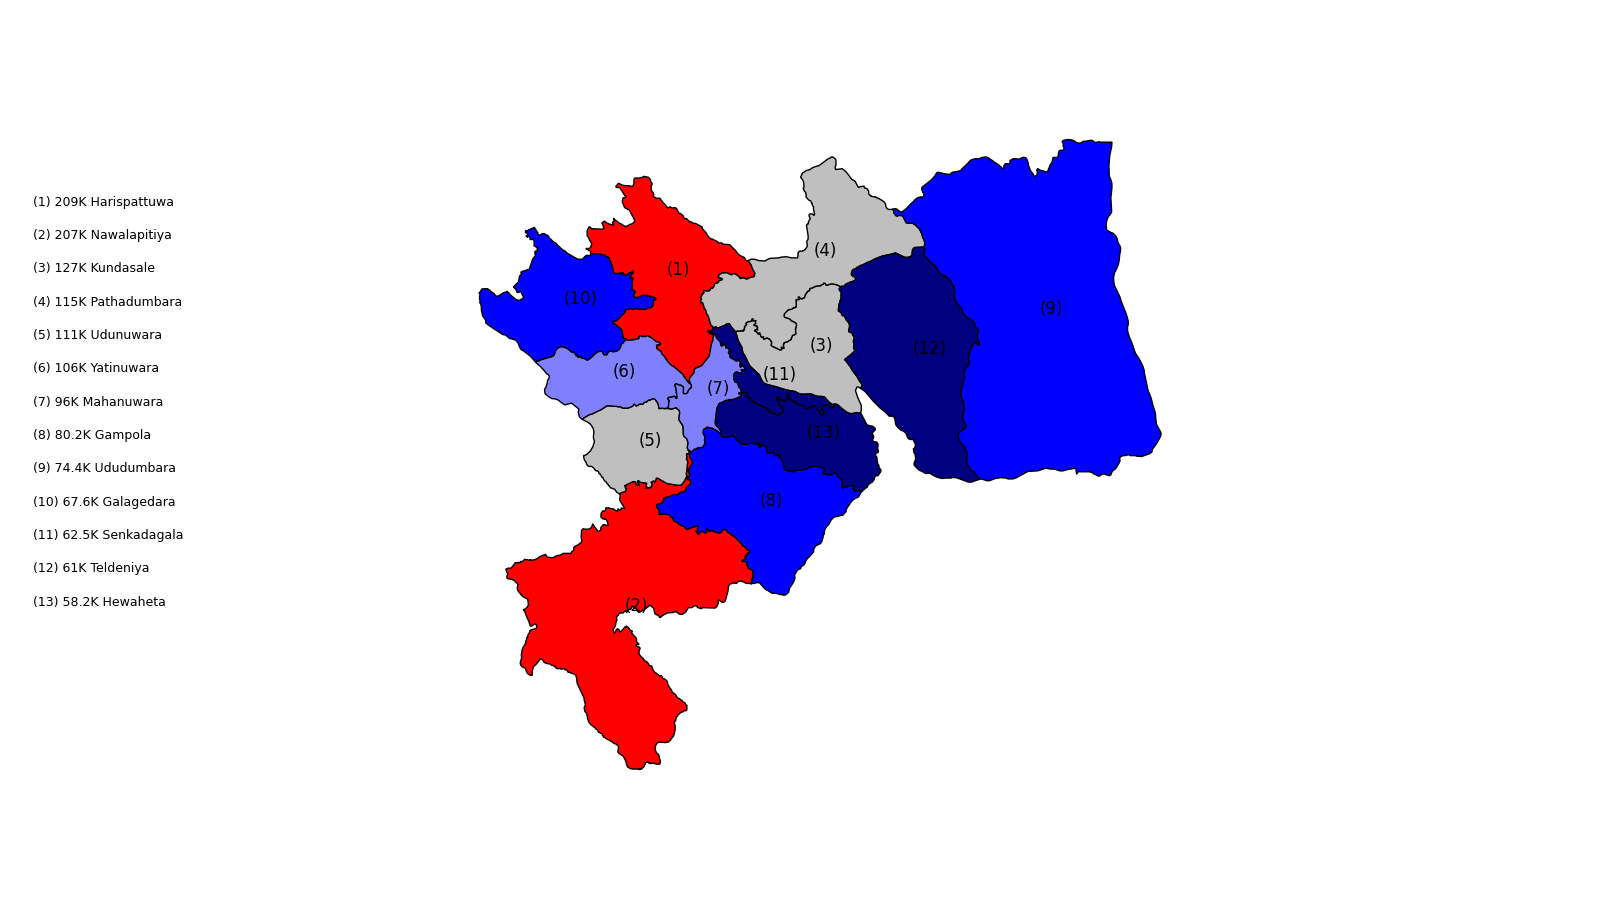 (1) 209K Harispattuwa
(2) 207K Nawalapitiya
(3) 127K Kundasale
(4) 115K Pathadumbara
(5) 111K Udunuwara
(6) 106K Yatinuwara
(7) 96K Mahanuwara
(8) 80.2K Gampola
(9) 74.4K Ududumbara
(10) 67.6K Galagedara
(11) 62.5K Senkadagala
(12) 61K Teldeniya
(13) 58.2K Hewaheta
(4)
(1)
(10)
(9)
(3)
(12)
(6)
(11)
(7)
(13)
(5)
(8)
(2)